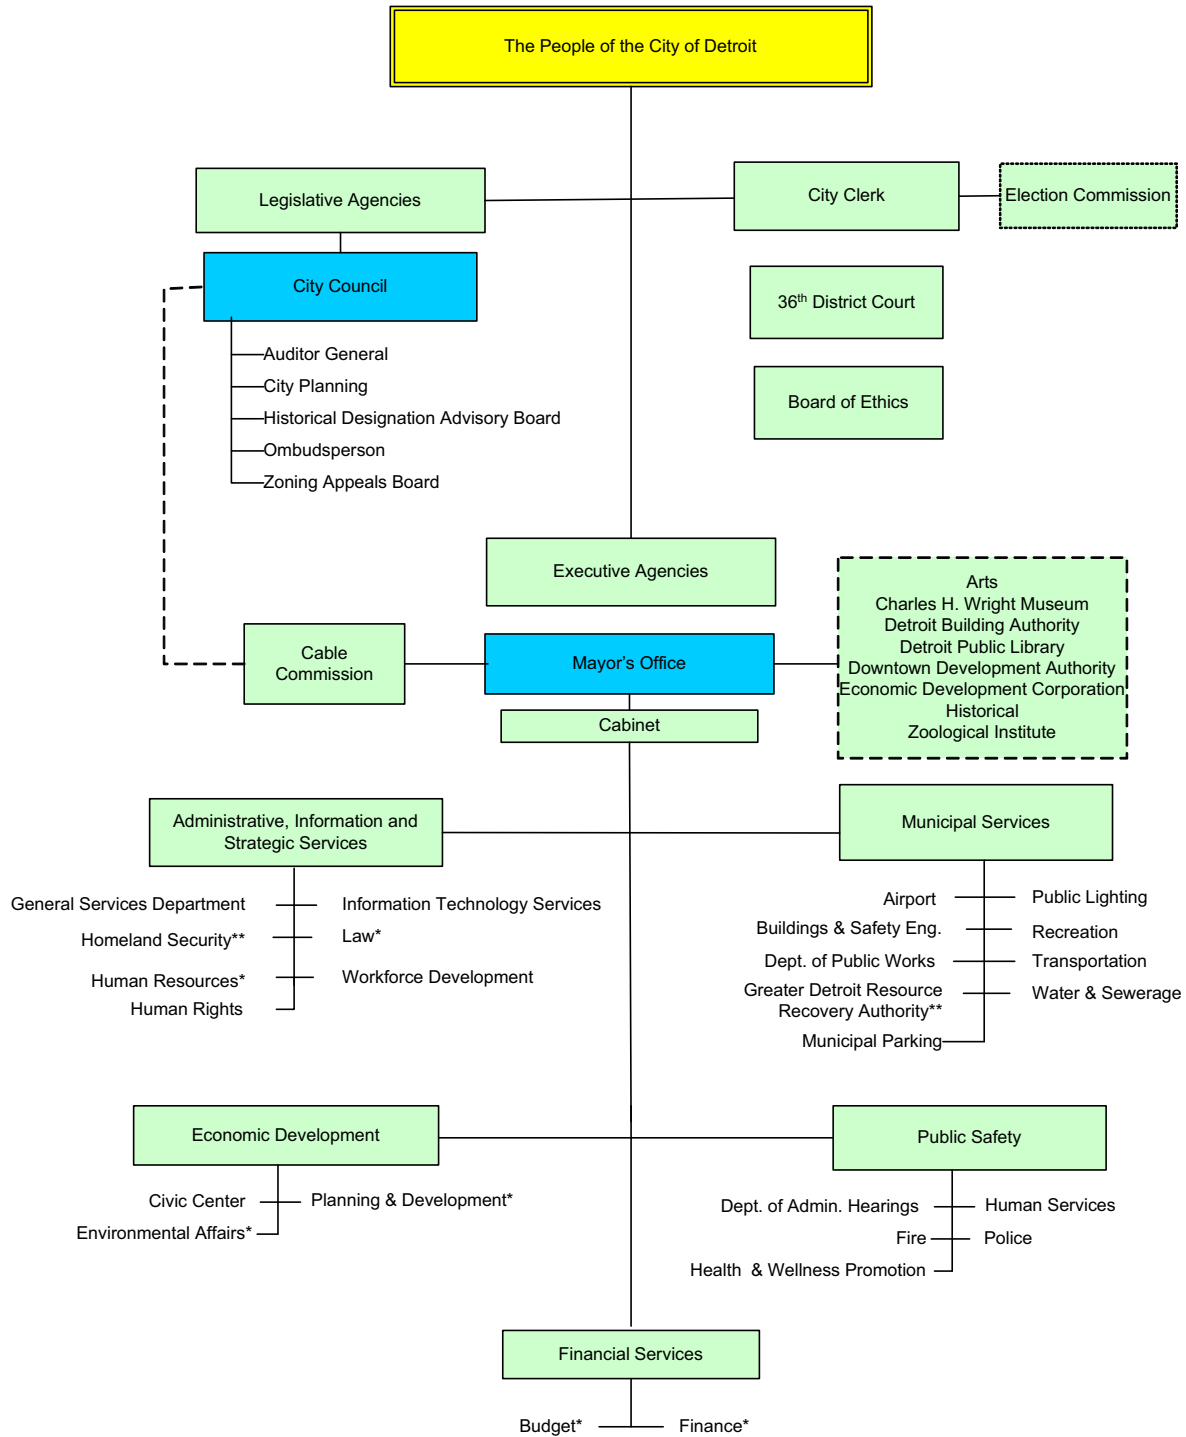 The People of the City of Detroit
Legislative Agencies
City Clerk
Election Commission
City Council
36th District Court
Auditor General
City Planning
Historical Designation Advisory Board
Ombudsperson
Zoning Appeals Board
Board of Ethics
Executive Agencies
Cable
Commission
Mayor's Office
Cabinet
Arts
Charles H. Wright Museum
Detroit Building Authority
Detroit Public Library
Downtown Development Authority
Economic Development Corporation
Historical
Zoological Institute
Administrative, Information and
Strategic Services
General Services Department
Information Technology Services
Homeland Security**
Law*
Human Resources*
Workforce Development
Human Rights
Municipal Services
Airport
Public Lighting
Buildings & Safety Eng.
Recreation
Dept. of Public Works
Transportation
Greater Detroit Resource
Recovery Authority**
Water & Sewerage
Municipal Parking
Economic Development
Civic Center
Planning & Development*
Environmental Affairs*
Public Safety
Dept. of Admin. Hearings
Human Services
Fire
Police
Health & Wellness Promotion
Financial Services
Budget*
Finance*